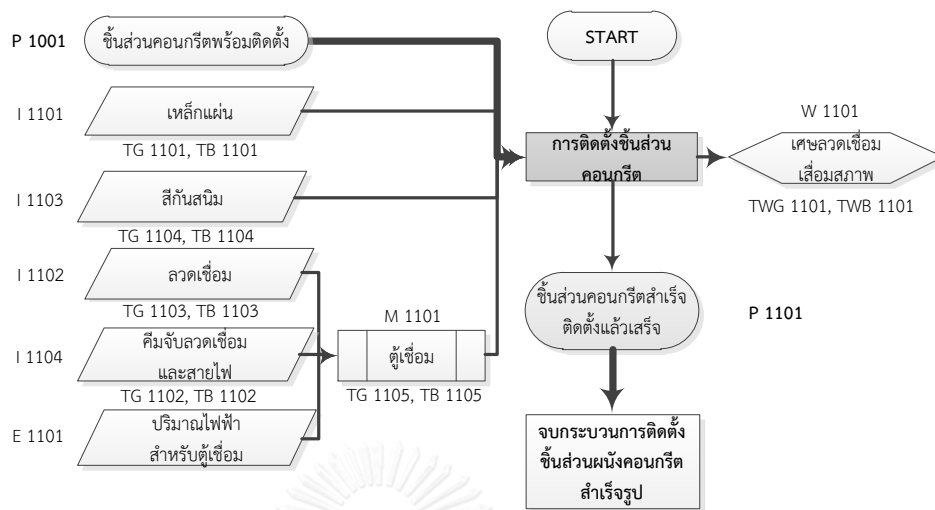 P 1001
ชิ้นส่วนคอนกรีตพร้อมติดตั้ง
I 1101
เหล็กแผ่น
TG 1101, TB 1101
I 1103
สีกันสนิม
TG 1104, TB 1104
I 1102
ลวดเชื่อม
TG 1103, TB 1103
I 1104
คีมจับลวดเชื่อม
และสายไฟ
TG 1102, TB 1102
E 1101
ปริมาณไฟฟ้า
สำหรับตู้เชื่อม
M 1101
ตู้เชื่อม
TG 1105, TB 1105
START
การติดตั้งชิ้นส่วน
คอนกรีต
W 1101
เศษลวดเชื่อม
เสื่อมสภาพ
TWG 1101, TWB 1101
ชิ้นส่วนคอนกรีตสำเร็จ
ติดตั้งแล้วเสร็จ
P 1101
จบกระบวนการติดตั้ง
ชิ้นส่วนผนังคอนกรีต
สำเร็จรูป